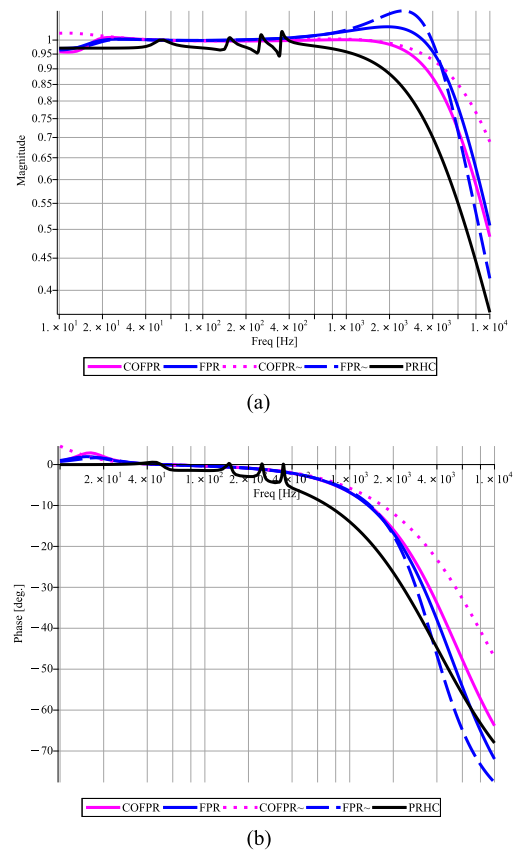 1
0.95
0.9
0.85
0.8
0.75
0.7
0.65
0.6
0.55
0.5
0.45
0.4
Magnitude
1. × 10¹ 2. × 10¹ 4. × 10¹ 1. × 10² 2. × 10² 4. × 10² 1. × 10³ 2. × 10³ 4. × 10³ 1. × 10⁴
Freq [Hz]
COFPR FPR COFPR~ FPR~ PRHC
(a)
0
2. × 10¹ 4. × 10¹ 1. × 10² 2. × 10² 4. × 10² 1. × 10³ 2. × 10³ 4. × 10³ 1. × 10⁴
Freq [Hz]
−10
−20
−30
−40
−50
−60
−70
Phase [deg.]
COFPR FPR COFPR~ FPR~ PRHC
(b)